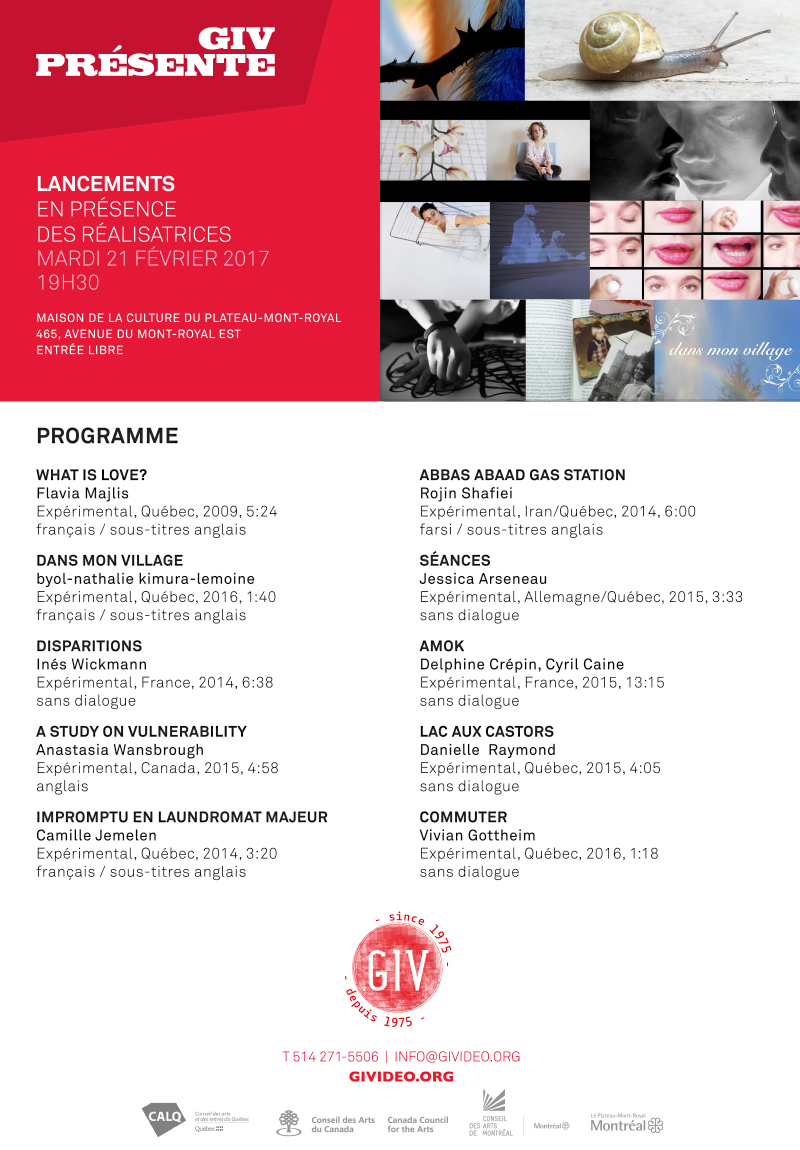 GIV
PRÉSENTE
LANCEMENTS
EN PRÉSENCE
DES RÉALISATRICES
MARDI 21 FÉVRIER 2017
19H30
MAISON DE LA CULTURE DU PLATEAU-MONT-ROYAL
465, AVENUE DU MONT-ROYAL EST
ENTRÉE LIBRE
dans mon village
PROGRAMME
WHAT IS LOVE?
Flavia Majlis
Expérimental, Québec, 2009, 5:24
français / sous-titres anglais
DANS MON VILLAGE
byol-nathalie kimura-lemoine
Expérimental, Québec, 2016, 1:40
français / sous-titres anglais
DISPARITIONS
Inés Wickmann
Expérimental, France, 2014, 6:38
sans dialogue
A STUDY ON VULNERABILITY
Anastasia Wansbrough
Expérimental, Canada, 2015, 4:58
anglais
IMPROMPTU EN LAUNDROMAT MAJEUR
Camille Jemelen
Expérimental, Québec, 2014, 3:20
français / sous-titres anglais
ABBAS ABAAD GAS STATION
Rojin Shafiei
Expérimental, Iran/Québec, 2014, 6:00
farsi / sous-titres anglais
SÉANCES
Jessica Arseneau
Expérimental, Allemagne/Québec, 2015, 3:33
sans dialogue
AMOK
Delphine Crépin, Cyril Caine
Expérimental, France, 2015, 13:15
sans dialogue
LAC AUX CASTORS
Danielle Raymond
Expérimental, Québec, 2015, 4:05
sans dialogue
COMMUTER
Vivian Gottheim
Expérimental, Québec, 2016, 1:18
sans dialogue
- since 1975 -
GIV
- depuis 1975 -
T 514 271-5506 | INFO@GIVIDEO.ORG
GIVIDEO.ORG
CALQ
Conseil des arts
et des lettres du Québec
Québec
Conseil des Arts
du Canada
Canada Council
for the Arts
CONSEIL
DES ARTS
DE MONTRÉAL
Montréal
Le Plateau-Mont-Royal
Montréal